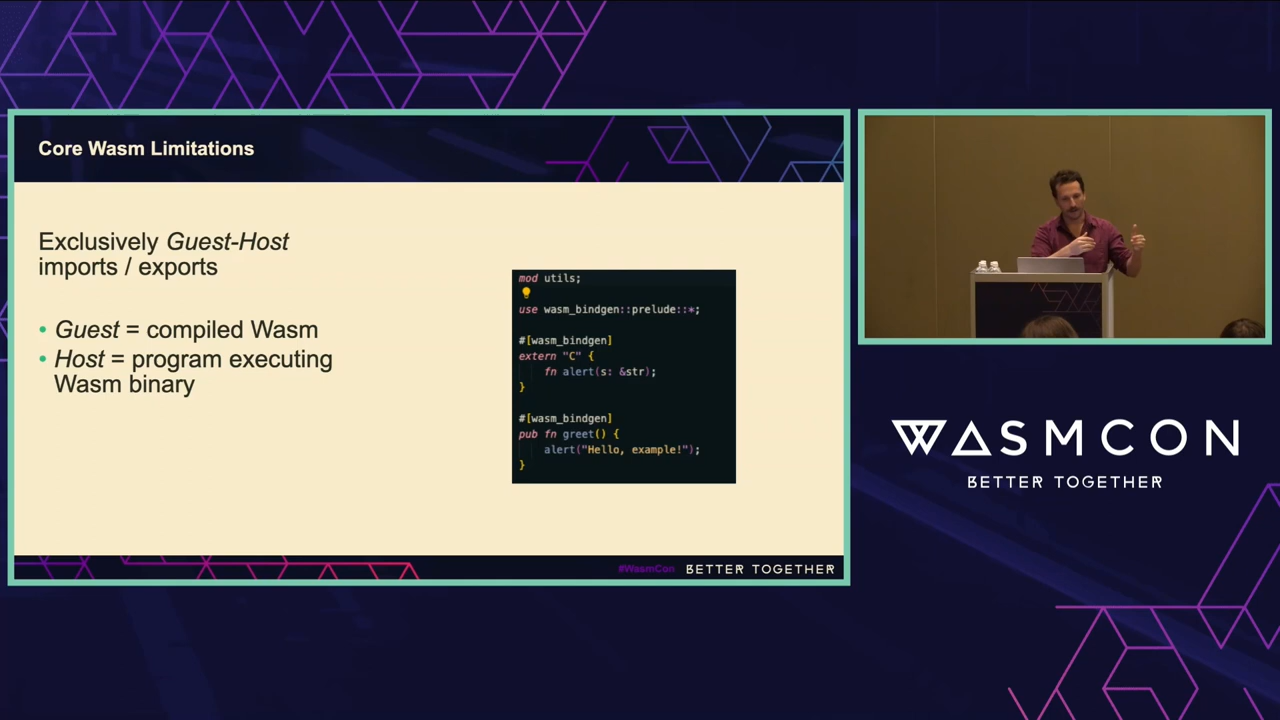 Core Wasm Limitations
Exclusively Guest-Host
imports / exports
• Guest = compiled Wasm
• Host = program executing
Wasm binary
mod utils;
use wasm_bindgen::prelude::*;
#[wasm_bindgen]
extern "C" {
fn alert(s: &str);
}
#[wasm_bindgen]
pub fn greet() {
alert("Hello, example!");
}
#WasmCon
BETTER TOGETHER
WASMCON
BETTER TOGETHER